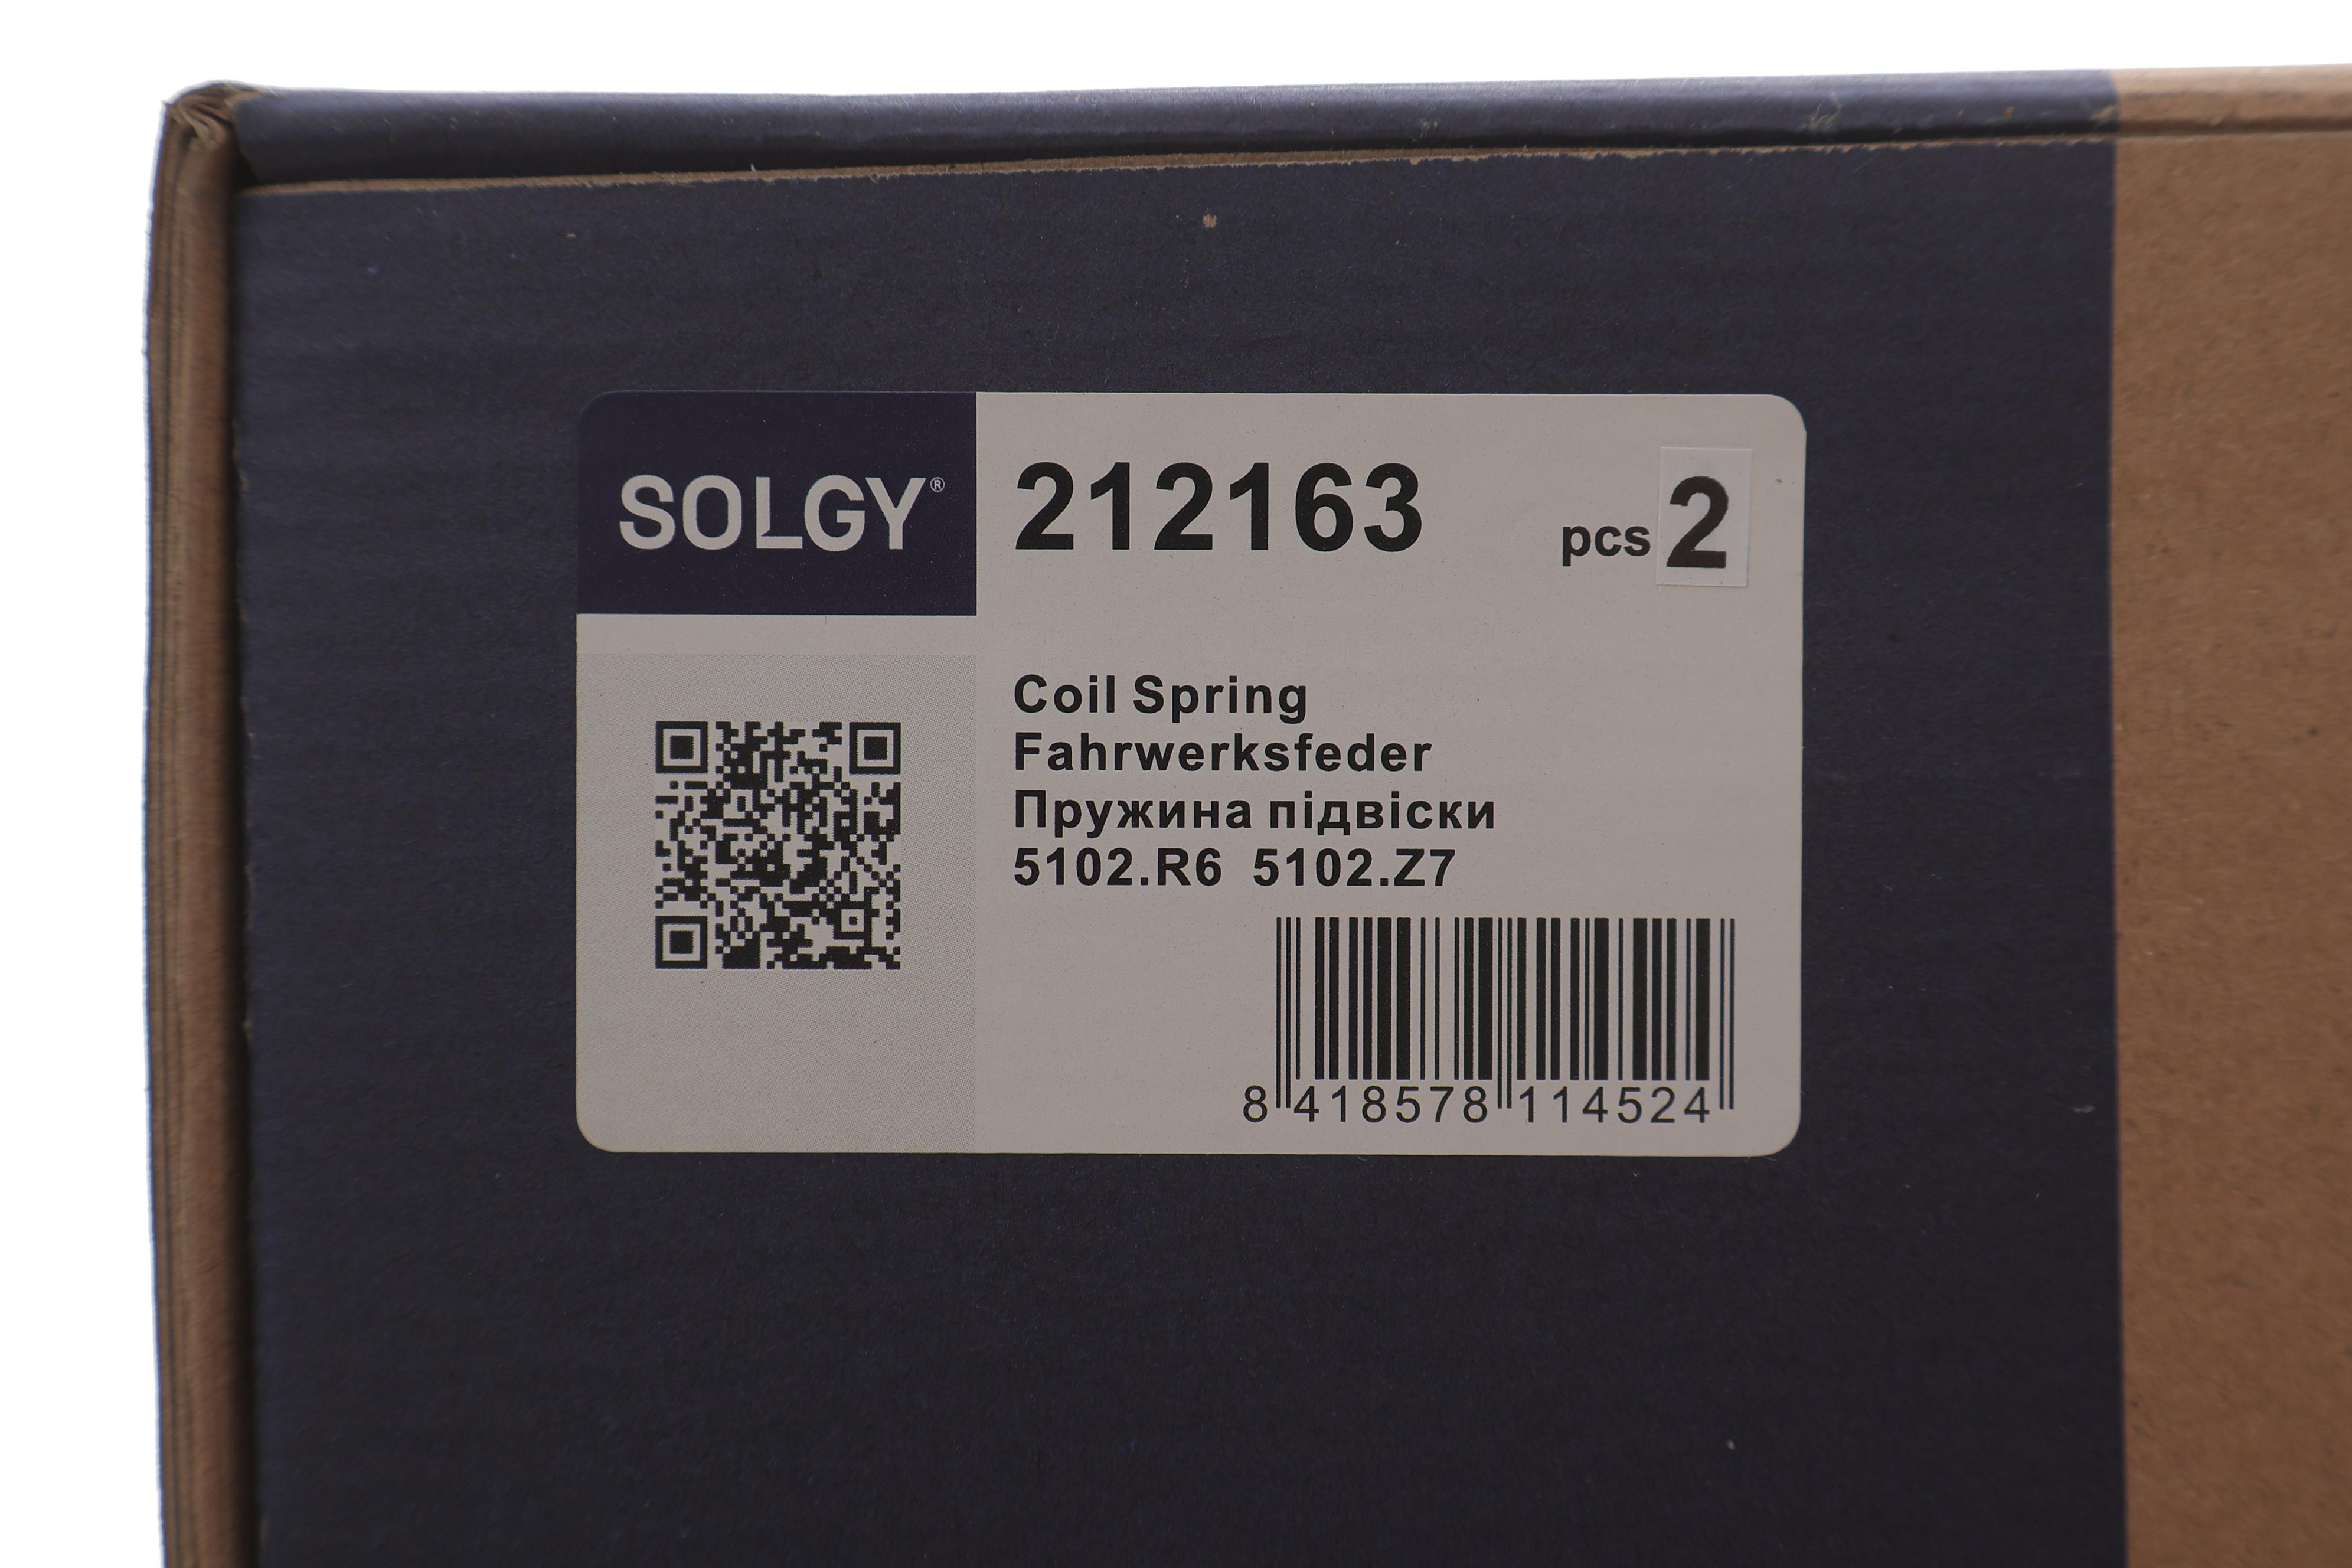 SOLGY®
212163 pcs 2
Coil Spring
Fahrwerksfeder
Пружина підвіски
5102.R6 5102.Z7
8 418578 114524